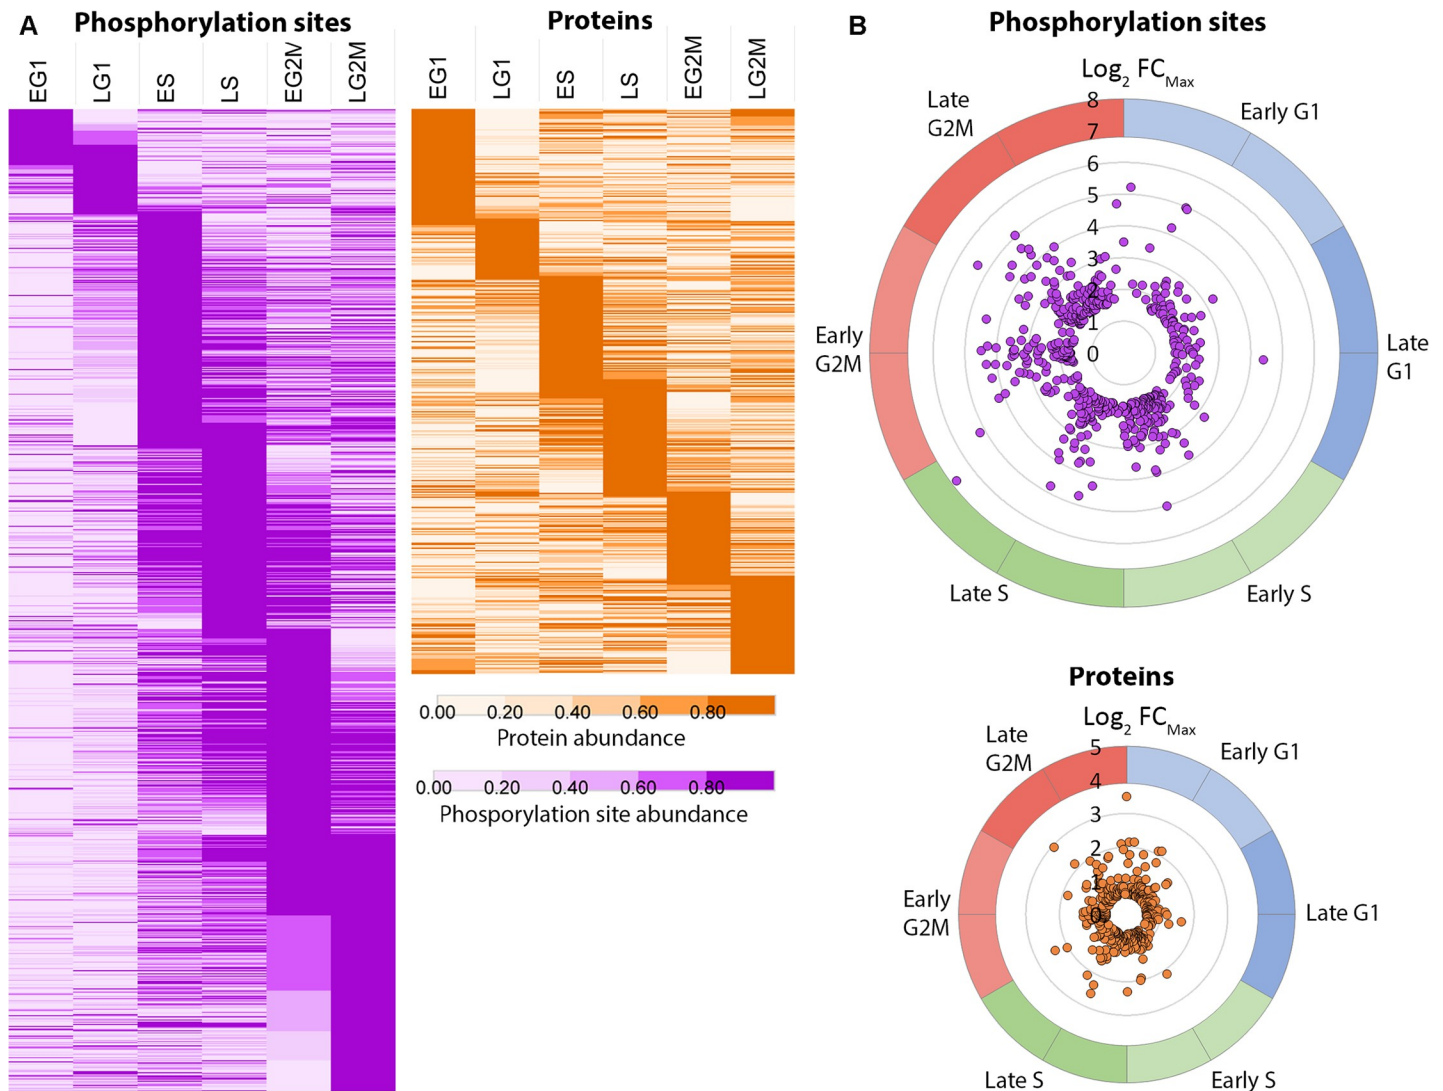 A
Phosphorylation sites
EG1 LG1 ES LS EG2M LG2M
Proteins
EG1 LG1 ES LS EG2M LG2M
0.00 0.20 0.40 0.60 0.80
Protein abundance
0.00 0.20 0.40 0.60 0.80
Phosporylation site abundance
B
Phosphorylation sites
Log2 FCMax
Late
G2M
Early G1
8
7
6
5
4
3
2
1
0
Early
G2M
Late
G1
Late S
Early S
Proteins
Log2 FCMax
Late
G2M
Early G1
5
4
3
2
1
0
Early
G2M
Late G1
Late S
Early S